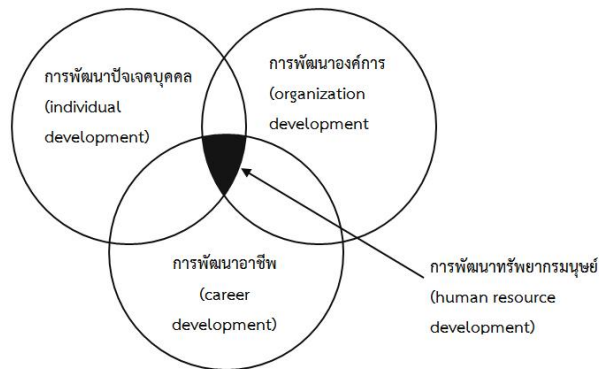 การพัฒนาปัจเจคบุคคล
(individual
development)
การพัฒนาองค์การ
(organization
development
การพัฒนาอาชีพ
(career
development)
การพัฒนาทรัพยากรมนุษย์
(human resource
development)